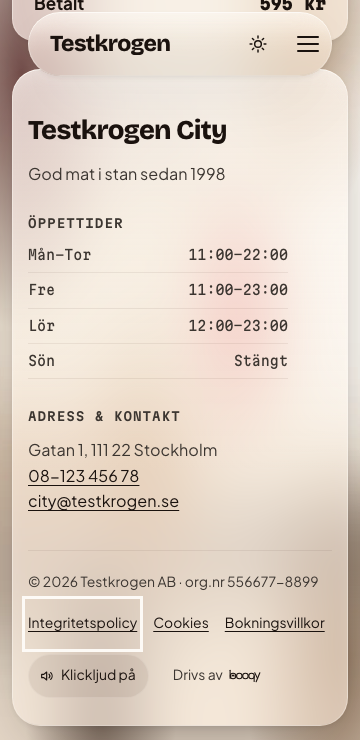 Betalt 595 kr
Testkrogen
Testkrogen City
God mat i stan sedan 1998
ÖPPETTIDER
Mån–Tor 11:00–22:00
Fre 11:00–23:00
Lör 12:00–23:00
Sön Stängt
ADRESS & KONTAKT
Gatan 1, 111 22 Stockholm
08-123 456 78
city@testkrogen.se
© 2026 Testkrogen AB · org.nr 556677-8899
Integritetspolicy Cookies Bokningsvillkor
Klickljud på Drivs av booqy